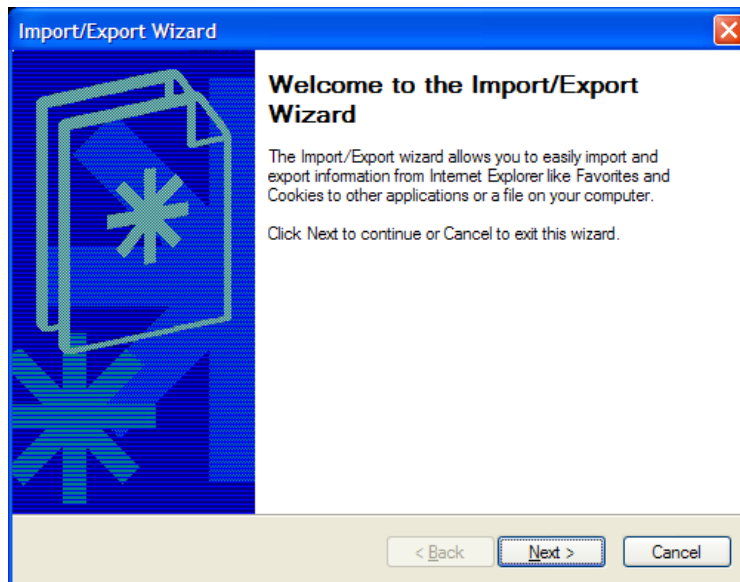 Import/Export Wizard
Welcome to the Import/Export
Wizard
The Import/Export wizard allows you to easily import and
export information from Internet Explorer like Favorites and
Cookies to other applications or a file on your computer.
Click Next to continue or Cancel to exit this wizard.
< Back Next > Cancel